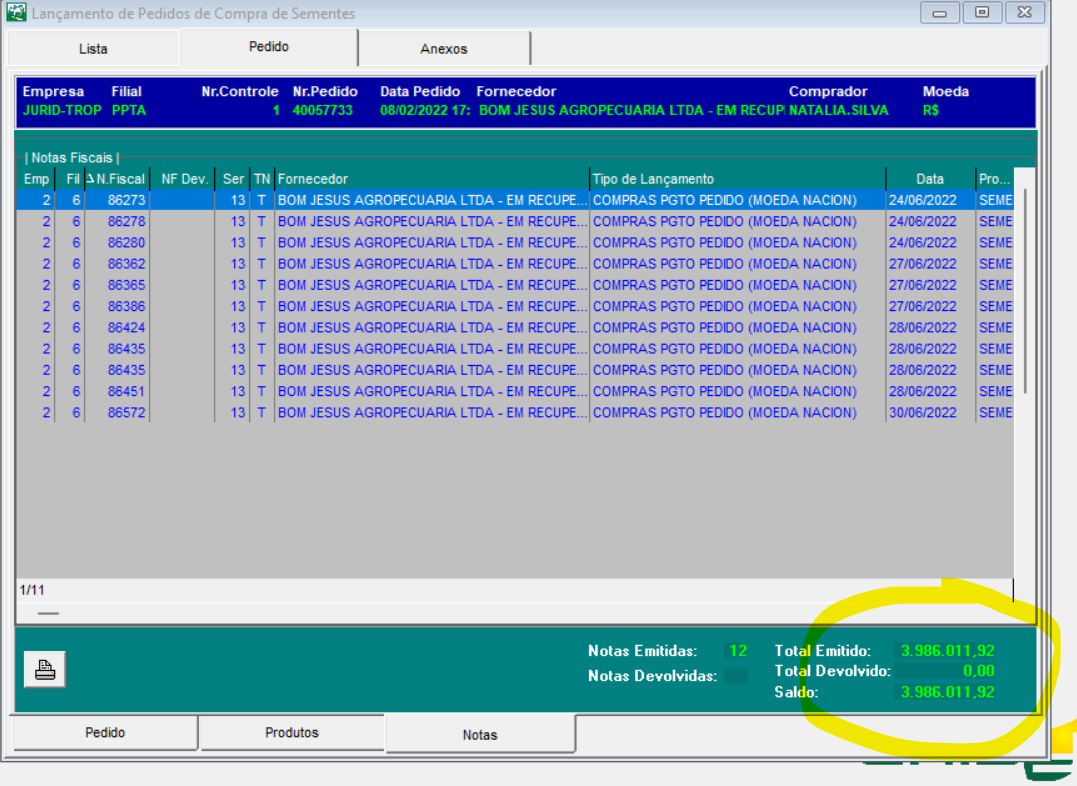 Lançamento de Pedidos de Compra de Sementes
Lista Pedido Anexos
Empresa Filial Nr.Controle Nr.Pedido Data Pedido Fornecedor Comprador Moeda
JURID-TROP PPTA 1 40057733 08/02/2022 17: BOM JESUS AGROPECUARIA LTDA - EM RECUP NATALIA.SILVA R$
| Notas Fiscais |
Emp Fil N.Fiscal NF Dev. Ser TN Fornecedor Tipo de Lançamento Data Pro...
2 6 86273 13 T BOM JESUS AGROPECUARIA LTDA - EM RECUPE... COMPRAS PGTO PEDIDO (MOEDA NACION) 24/06/2022 SEME
2 6 86278 13 T BOM JESUS AGROPECUARIA LTDA - EM RECUPE... COMPRAS PGTO PEDIDO (MOEDA NACION) 24/06/2022 SEME
2 6 86280 13 T BOM JESUS AGROPECUARIA LTDA - EM RECUPE... COMPRAS PGTO PEDIDO (MOEDA NACION) 24/06/2022 SEME
2 6 86362 13 T BOM JESUS AGROPECUARIA LTDA - EM RECUPE... COMPRAS PGTO PEDIDO (MOEDA NACION) 27/06/2022 SEME
2 6 86365 13 T BOM JESUS AGROPECUARIA LTDA - EM RECUPE... COMPRAS PGTO PEDIDO (MOEDA NACION) 27/06/2022 SEME
2 6 86386 13 T BOM JESUS AGROPECUARIA LTDA - EM RECUPE... COMPRAS PGTO PEDIDO (MOEDA NACION) 27/06/2022 SEME
2 6 86424 13 T BOM JESUS AGROPECUARIA LTDA - EM RECUPE... COMPRAS PGTO PEDIDO (MOEDA NACION) 28/06/2022 SEME
2 6 86435 13 T BOM JESUS AGROPECUARIA LTDA - EM RECUPE... COMPRAS PGTO PEDIDO (MOEDA NACION) 28/06/2022 SEME
2 6 86435 13 T BOM JESUS AGROPECUARIA LTDA - EM RECUPE... COMPRAS PGTO PEDIDO (MOEDA NACION) 28/06/2022 SEME
2 6 86451 13 T BOM JESUS AGROPECUARIA LTDA - EM RECUPE... COMPRAS PGTO PEDIDO (MOEDA NACION) 28/06/2022 SEME
2 6 86572 13 T BOM JESUS AGROPECUARIA LTDA - EM RECUPE... COMPRAS PGTO PEDIDO (MOEDA NACION) 30/06/2022 SEME
1/11
Notas Emitidas: 12 Total Emitido: 3.986.011,92
Notas Devolvidas: Total Devolvido: 0,00
Saldo: 3.986.011,92
Pedido Produtos Notas